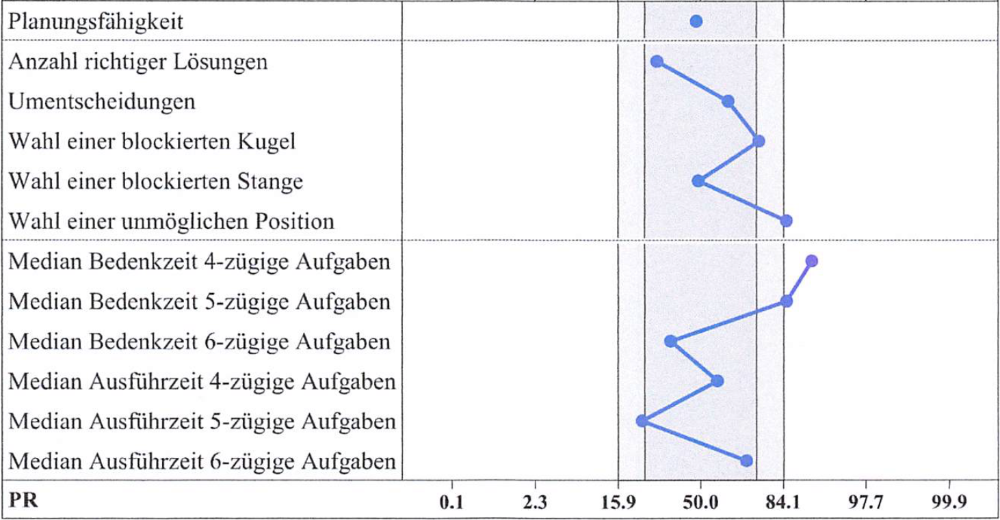 Planungsfähigkeit
Anzahl richtiger Lösungen
Umentscheidungen
Wahl einer blockierten Kugel
Wahl einer blockierten Stange
Wahl einer unmöglichen Position
Median Bedenkzeit 4-zügige Aufgaben
Median Bedenkzeit 5-zügige Aufgaben
Median Bedenkzeit 6-zügige Aufgaben
Median Ausführzeit 4-zügige Aufgaben
Median Ausführzeit 5-zügige Aufgaben
Median Ausführzeit 6-zügige Aufgaben
PR 0.1 2.3 15.9 50.0 84.1 97.7 99.9